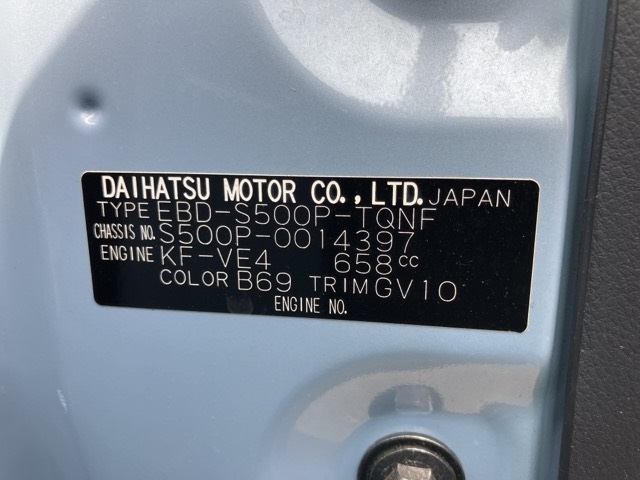 DAIHATSU MOTOR CO., LTD. JAPAN
TYPE EBD-S500P-TQNF
CHASSIS NO. S500P-0014397
ENGINE KF-VE4 658cc
COLOR B69 TRIM GV10
ENGINE NO.